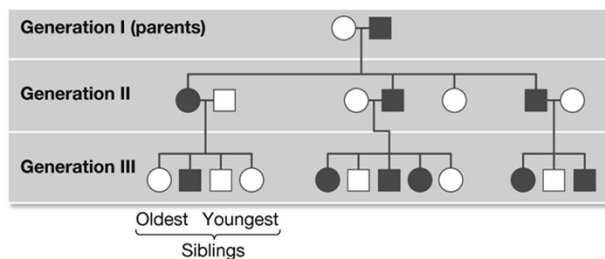 Generation I (parents)
Generation II
Generation III
Oldest Youngest
Siblings